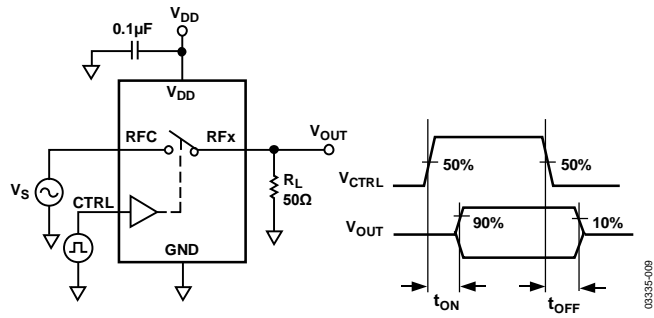 VDD
0.1µF
VDD
RFC
RFx
VOUT
VS
CTRL
RL
50Ω
GND
VCTRL
50%
50%
VOUT
90%
10%
tON
tOFF
03335-009